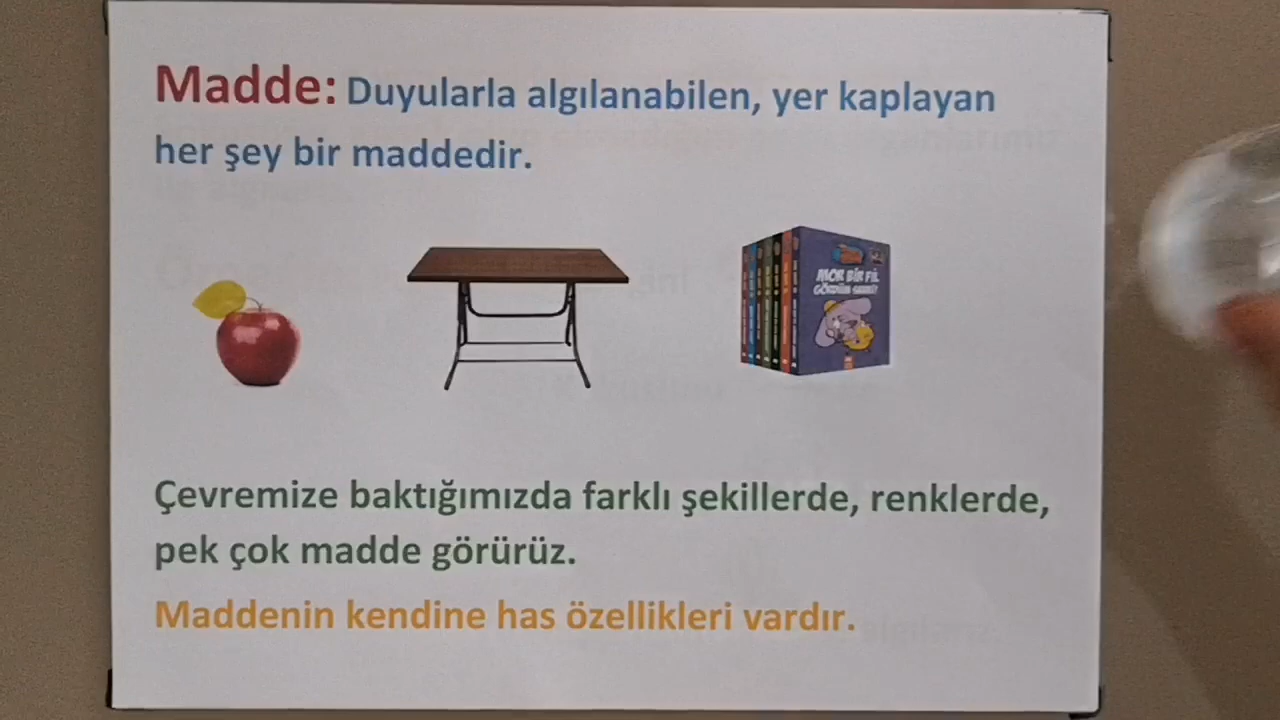 Madde: Duyularla algılanabilen, yer kaplayan
her şey bir maddedir.
MOR BİR FİL
Çevremize baktığımızda farklı şekillerde, renklerde,
pek çok madde görürüz.
Maddenin kendine has özellikleri vardır.